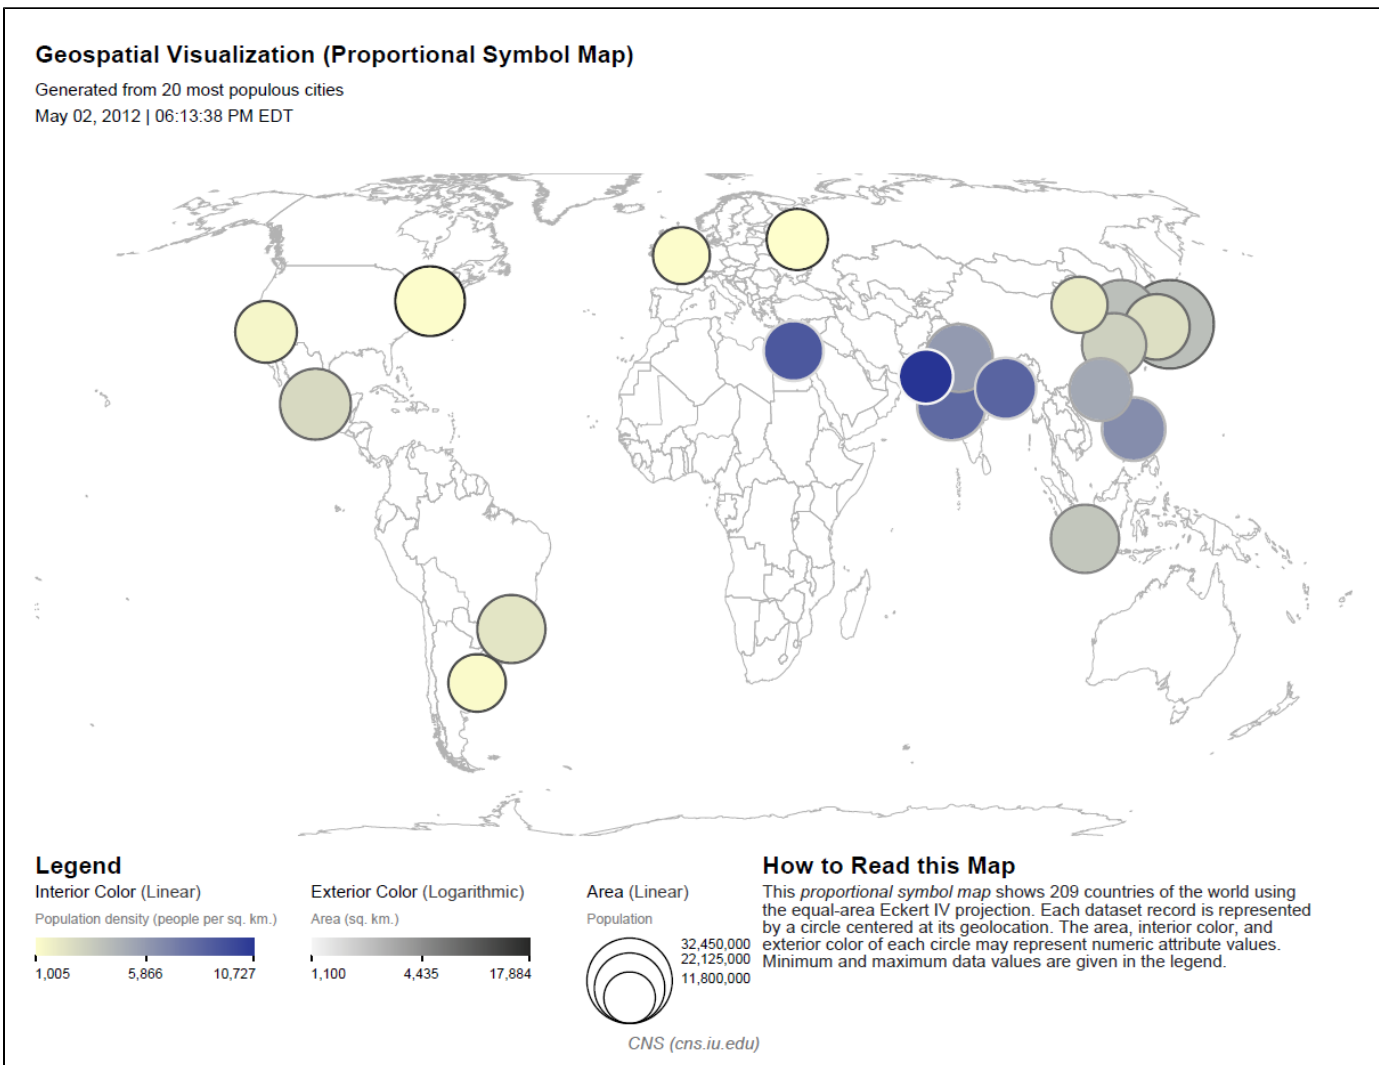 Geospatial Visualization (Proportional Symbol Map)
Generated from 20 most populous cities
May 02, 2012 | 06:13:38 PM EDT
Legend
Interior Color (Linear)
Population density (people per sq. km.)
1,005 5,866 10,727
Exterior Color (Logarithmic)
Area (sq. km.)
1,100 4,435 17,884
Area (Linear)
Population
32,450,000
22,125,000
11,800,000
How to Read this Map
This proportional symbol map shows 209 countries of the world using
the equal-area Eckert IV projection. Each dataset record is represented
by a circle centered at its geolocation. The area, interior color, and
exterior color of each circle may represent numeric attribute values.
Minimum and maximum data values are given in the legend.
CNS (cns.iu.edu)